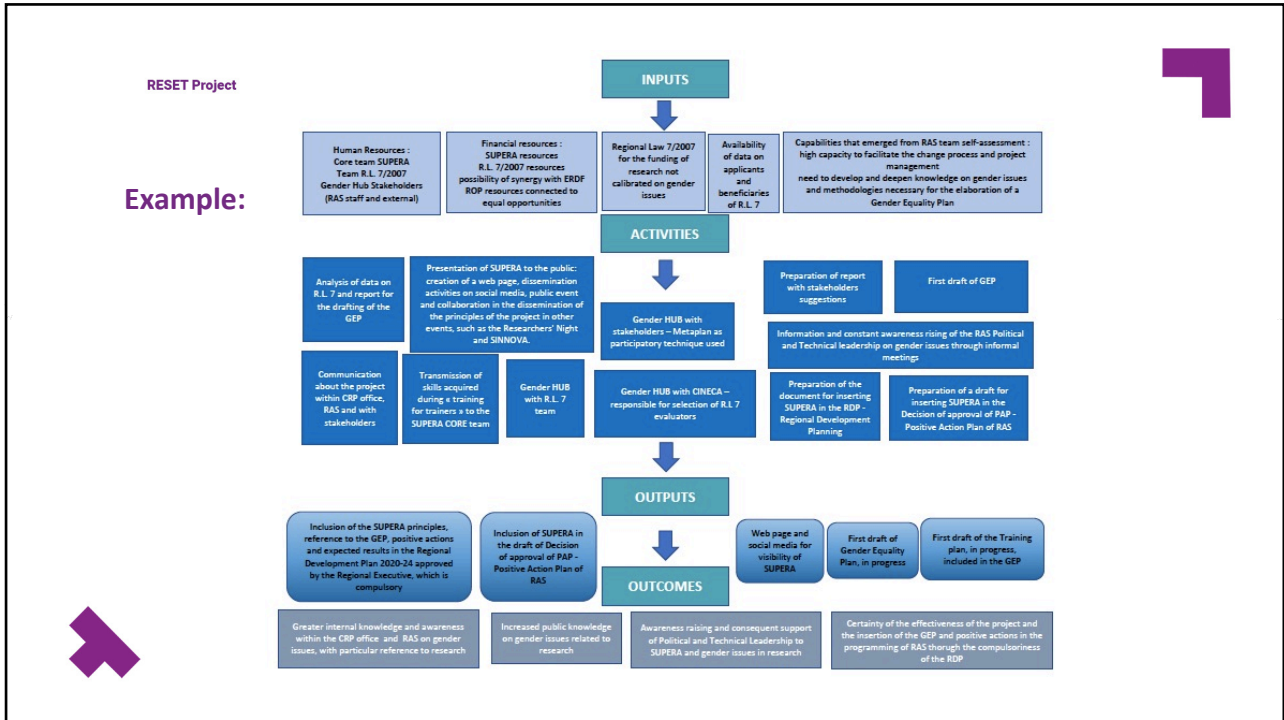 RESET Project
Example:
INPUTS
Human Resources :
Core team SUPERA
Team R.L. 7/2007
Gender Hub Stakeholders
(RAS staff and external)
Financial resources :
SUPERA resources
R.L. 7/2007 resources
possibility of synergy with ERDF
ROP resources connected to
equal opportunities
Regional Law 7/2007
for the funding of
research not
calibrated on gender
issues
Availability
of data on
applicants
and
beneficiaries
of R.L. 7
Capabilities that emerged from RAS team self-assessment :
high capacity to facilitate the change process and project
management
need to develop and deepen knowledge on gender issues
and methodologies necessary for the elaboration of a
Gender Equality Plan
ACTIVITIES
Analysis of data on
R.L. 7 and report for
the drafting of the
GEP
Presentation of SUPERA to the public:
creation of a web page, dissemination
activities on social media, public event
and collaboration in the dissemination of
the principles of the project in other
events, such as the Researchers' Night
and SINNOVA.
Gender HUB with
stakeholders – Metaplan as
participatory technique used
Preparation of report
with stakeholders
suggestions
First draft of GEP
Information and constant awareness rising of the RAS Political
and Technical leadership on gender issues through informal
meetings
Communication
about the project
within CRP office,
RAS and with
stakeholders
Transmission of
skills acquired
during « training
for trainers » to the
SUPERA CORE team
Gender HUB
with R.L. 7
team
Gender HUB with CINECA –
responsible for selection of R.L 7
evaluators
Preparation of the
document for inserting
SUPERA in the RDP -
Regional Development
Planning
Preparation of a draft for
inserting SUPERA in the
Decision of approval of PAP -
Positive Action Plan of RAS
OUTPUTS
Inclusion of the SUPERA principles,
reference to the GEP, positive actions
and expected results in the Regional
Development Plan 2020-24 approved
by the Regional Executive, which is
compulsory
Inclusion of SUPERA in
the draft of Decision
of approval of PAP -
Positive Action Plan of
RAS
Web page and
social media for
visibility of
SUPERA
First draft of
Gender Equality
Plan, in progress
First draft of the Training
plan, in progress,
included in the GEP
OUTCOMES
Greater internal knowledge and awareness
within the CRP office and RAS on gender
issues, with particular reference to research
Increased public knowledge
on gender issues related to
research
Awareness raising and consequent support
of Political and Technical Leadership to
SUPERA and gender issues in research
Certainty of the effectiveness of the project and
the insertion of the GEP and positive actions in the
programming of RAS thorugh the compulsoriness
of the RDP